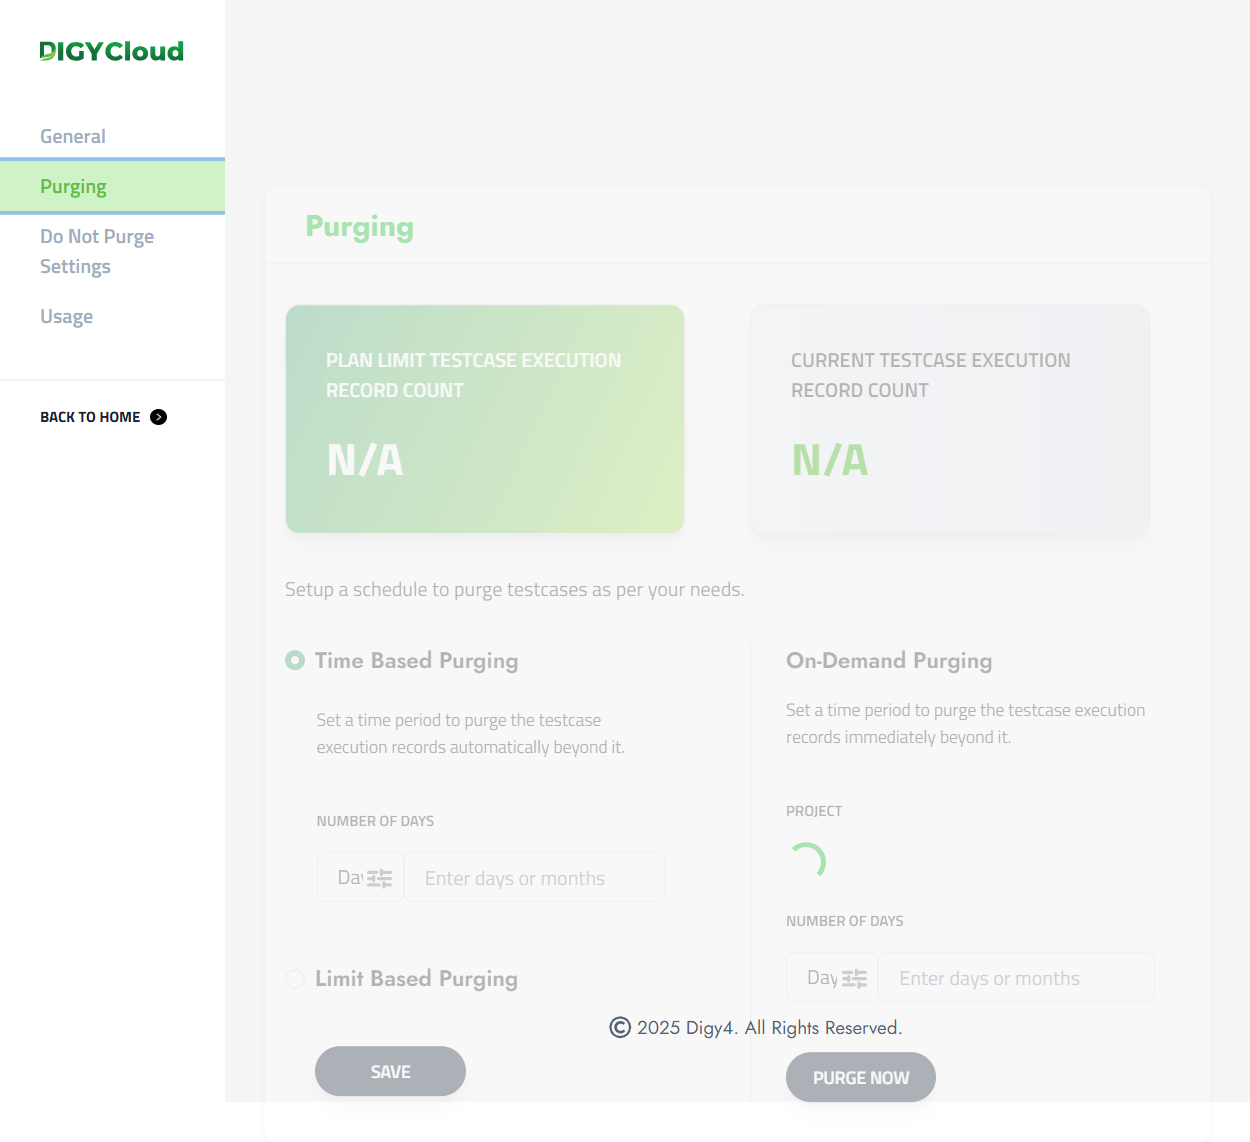 DIGYCloud
General
Purging
Do Not Purge
Settings
Usage
BACK TO HOME
Purging
PLAN LIMIT TESTCASE EXECUTION
RECORD COUNT
N/A
CURRENT TESTCASE EXECUTION
RECORD COUNT
N/A
Setup a schedule to purge testcases as per your needs.
Time Based Purging
Set a time period to purge the testcase
execution records automatically beyond it.
NUMBER OF DAYS
Day
Enter days or months
Limit Based Purging
SAVE
On-Demand Purging
Set a time period to purge the testcase execution
records immediately beyond it.
PROJECT
NUMBER OF DAYS
Day
Enter days or months
© 2025 Digy4. All Rights Reserved.
PURGE NOW